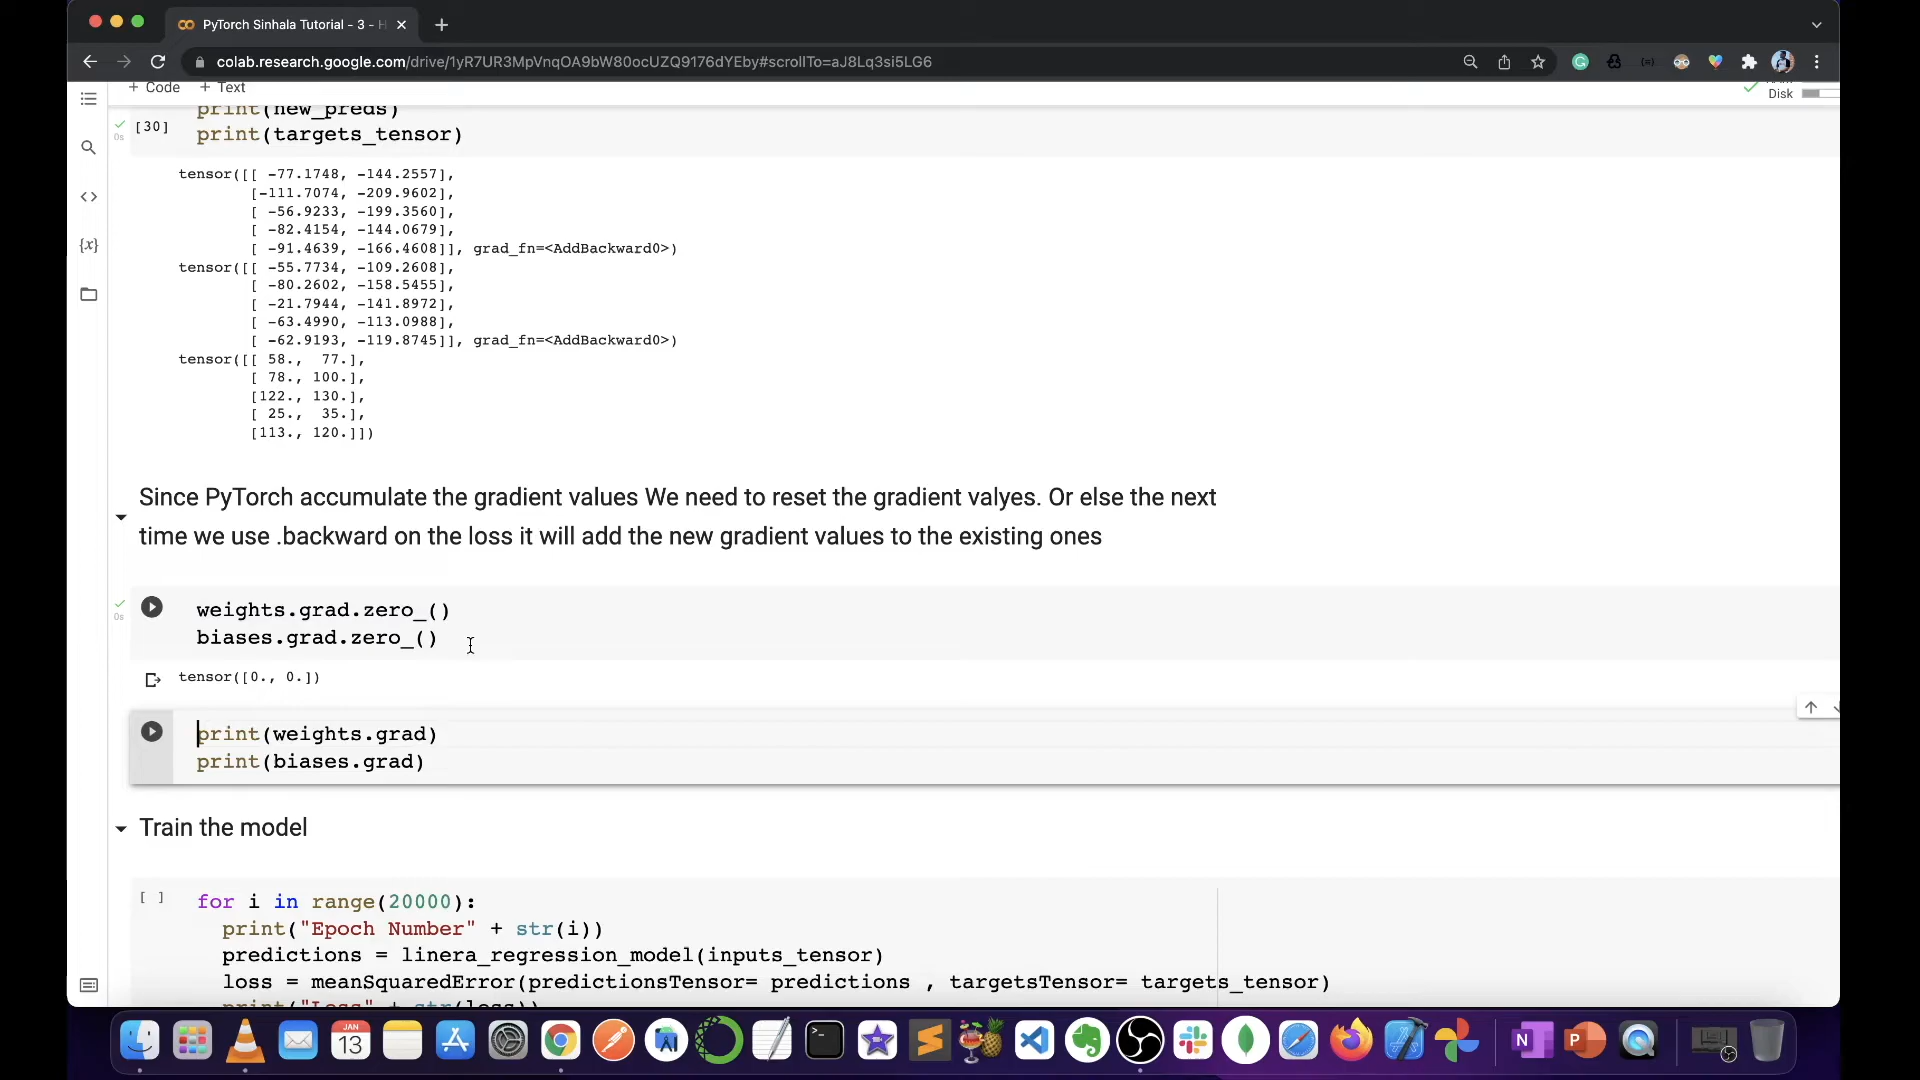 PyTorch Sinhala Tutorial - 3 - H
colab.research.google.com/drive/1yR7UR3MpVnqOA9bW80ocUZQ9176dYEby#scrollTo=aJ8Lq3si5LG6
+ Code + Text
Disk
print(new_preds)
[30] print(targets_tensor)
0s
tensor([[ -77.1748, -144.2557],
[-111.7074, -209.9602],
[ -56.9233, -199.3560],
[ -82.4154, -144.0679],
[ -91.4639, -166.4608]], grad_fn=<AddBackward0>)
tensor([[ -55.7734, -109.2608],
[ -80.2602, -158.5455],
[ -21.7944, -141.8972],
[ -63.4990, -113.0988],
[ -62.9193, -119.8745]], grad_fn=<AddBackward0>)
tensor([[ 58., 77.],
[ 78., 100.],
[122., 130.],
[ 25., 35.],
[113., 120.]])
Since PyTorch accumulate the gradient values We need to reset the gradient valyes. Or else the next
time we use .backward on the loss it will add the new gradient values to the existing ones
weights.grad.zero_()
0s
biases.grad.zero_()
tensor([0., 0.])
print(weights.grad)
print(biases.grad)
Train the model
[ ] for i in range(20000):
print("Epoch Number" + str(i))
predictions = linera_regression_model(inputs_tensor)
loss = meanSquaredError(predictionsTensor= predictions , targetsTensor= targets_tensor)
print("Loss" + str(loss))
JAN
13
N
P